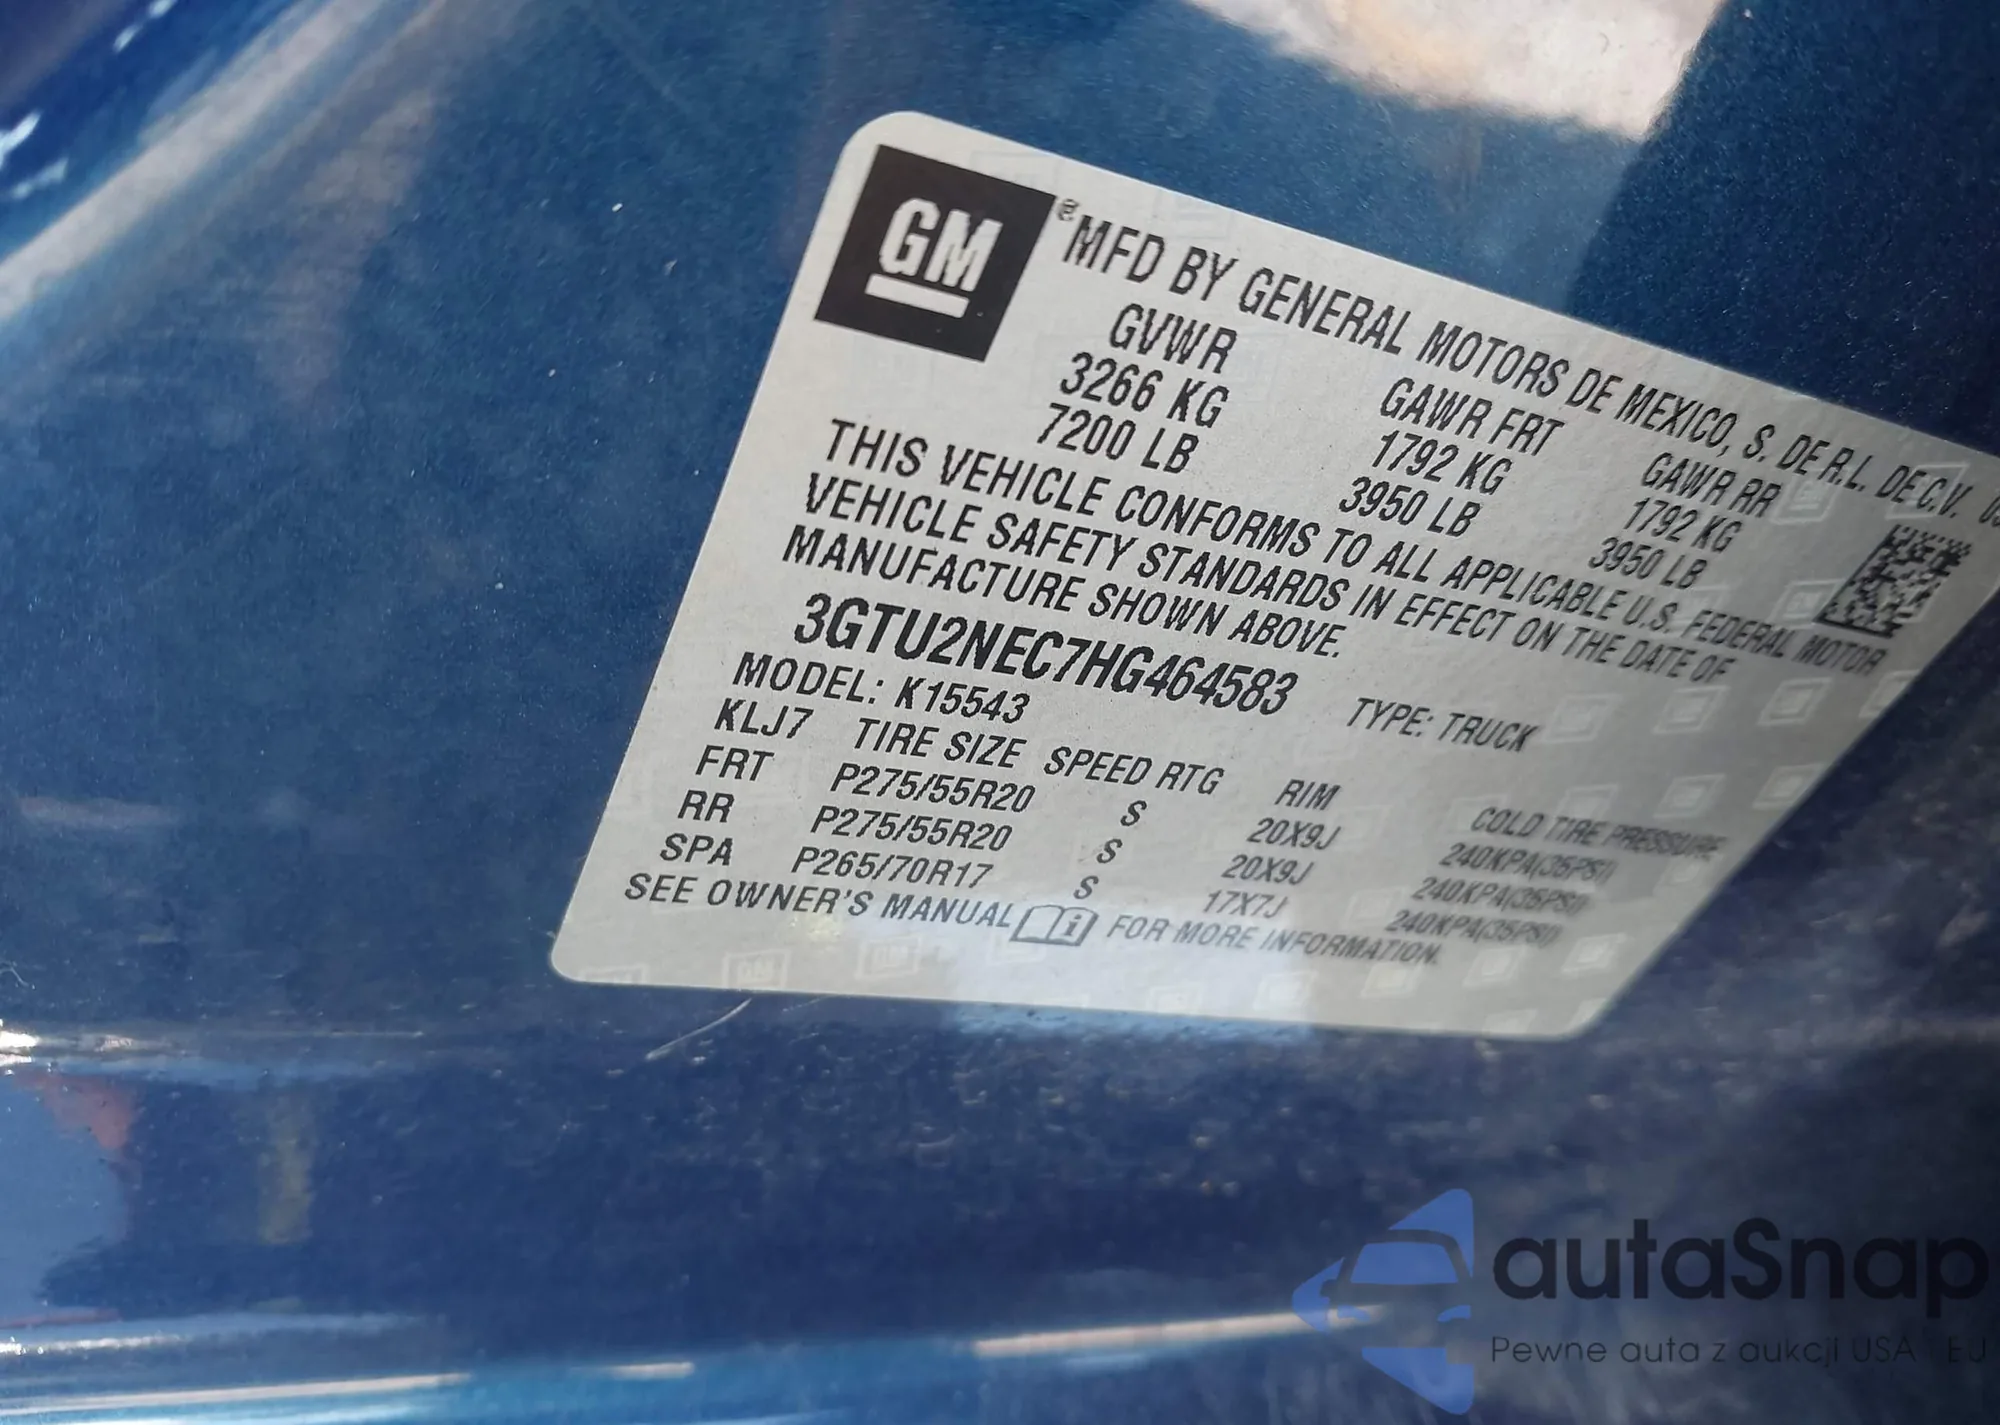 GM ® MFD BY GENERAL MOTORS DE MEXICO, S. DE R.L. DE C.V.
GVWR GAWR FRT GAWR RR
3266 KG 1792 KG 1792 KG
7200 LB 3950 LB 3950 LB
THIS VEHICLE CONFORMS TO ALL APPLICABLE U.S. FEDERAL MOTOR
VEHICLE SAFETY STANDARDS IN EFFECT ON THE DATE OF
MANUFACTURE SHOWN ABOVE.
3GTU2NEC7HG464583 TYPE: TRUCK
MODEL: K15543
KLJ7 TIRE SIZE SPEED RTG RIM COLD TIRE PRESSURE
FRT P275/55R20 S 20X9J 240KPA(35PSI)
RR P275/55R20 S 20X9J 240KPA(35PSI)
SPA P265/70R17 S 17X7J 240KPA(35PSI)
SEE OWNER'S MANUAL i FOR MORE INFORMATION.
autaSnap
Pewne auta z aukcji USA EJ